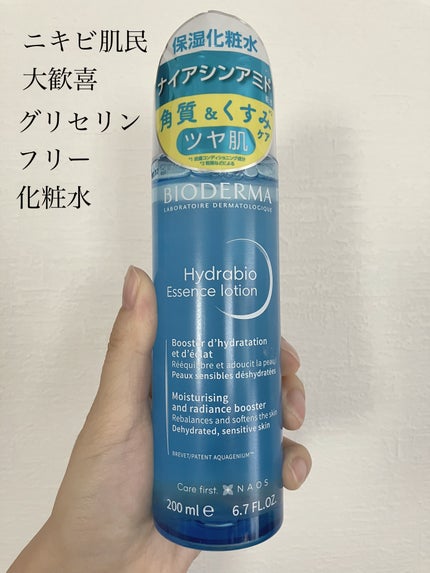 ニキビ肌民
大歓喜
グリセリン
フリー
化粧水
保湿化粧水
ナイアシンアミド
角質&くすみ
ケア
ツヤ肌
BIODERMA
LABORATOIRE DERMATOLOGIQUE
Hydrabio
Essence lotion
Booster d'hydratation
et d'éclat
Rééquilibre et adoucit la peau
Peaux sensibles déshydratées
Moisturising
and radiance booster
Rebalances and softens the skin
Dehydrated, sensitive skin
BREVET/PATENT AQUAGENIUM™
Care first. NAOS
200 ml e 6.7 FL.OZ.